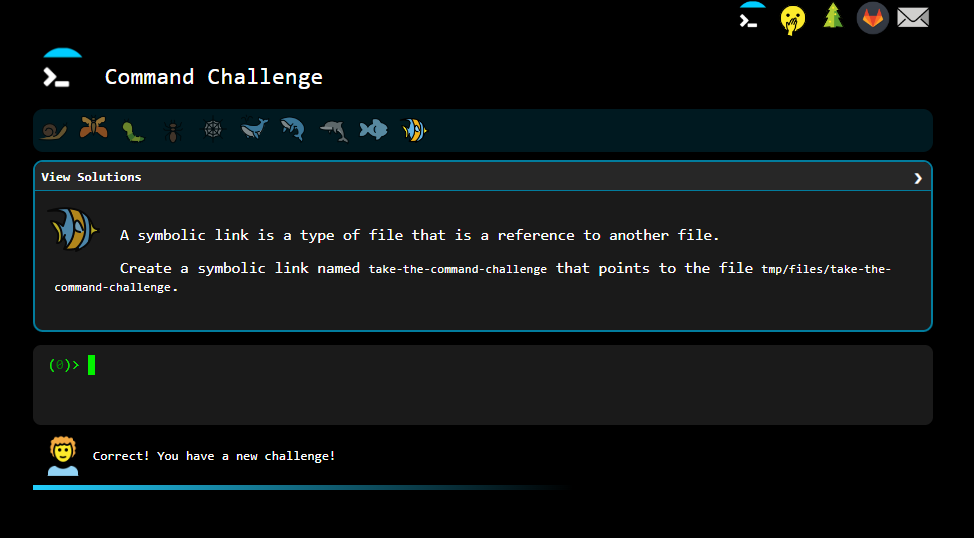 Command Challenge
View Solutions
A symbolic link is a type of file that is a reference to another file.
Create a symbolic link named take-the-command-challenge that points to the file tmp/files/take-the-
command-challenge.
(0)>
Correct! You have a new challenge!